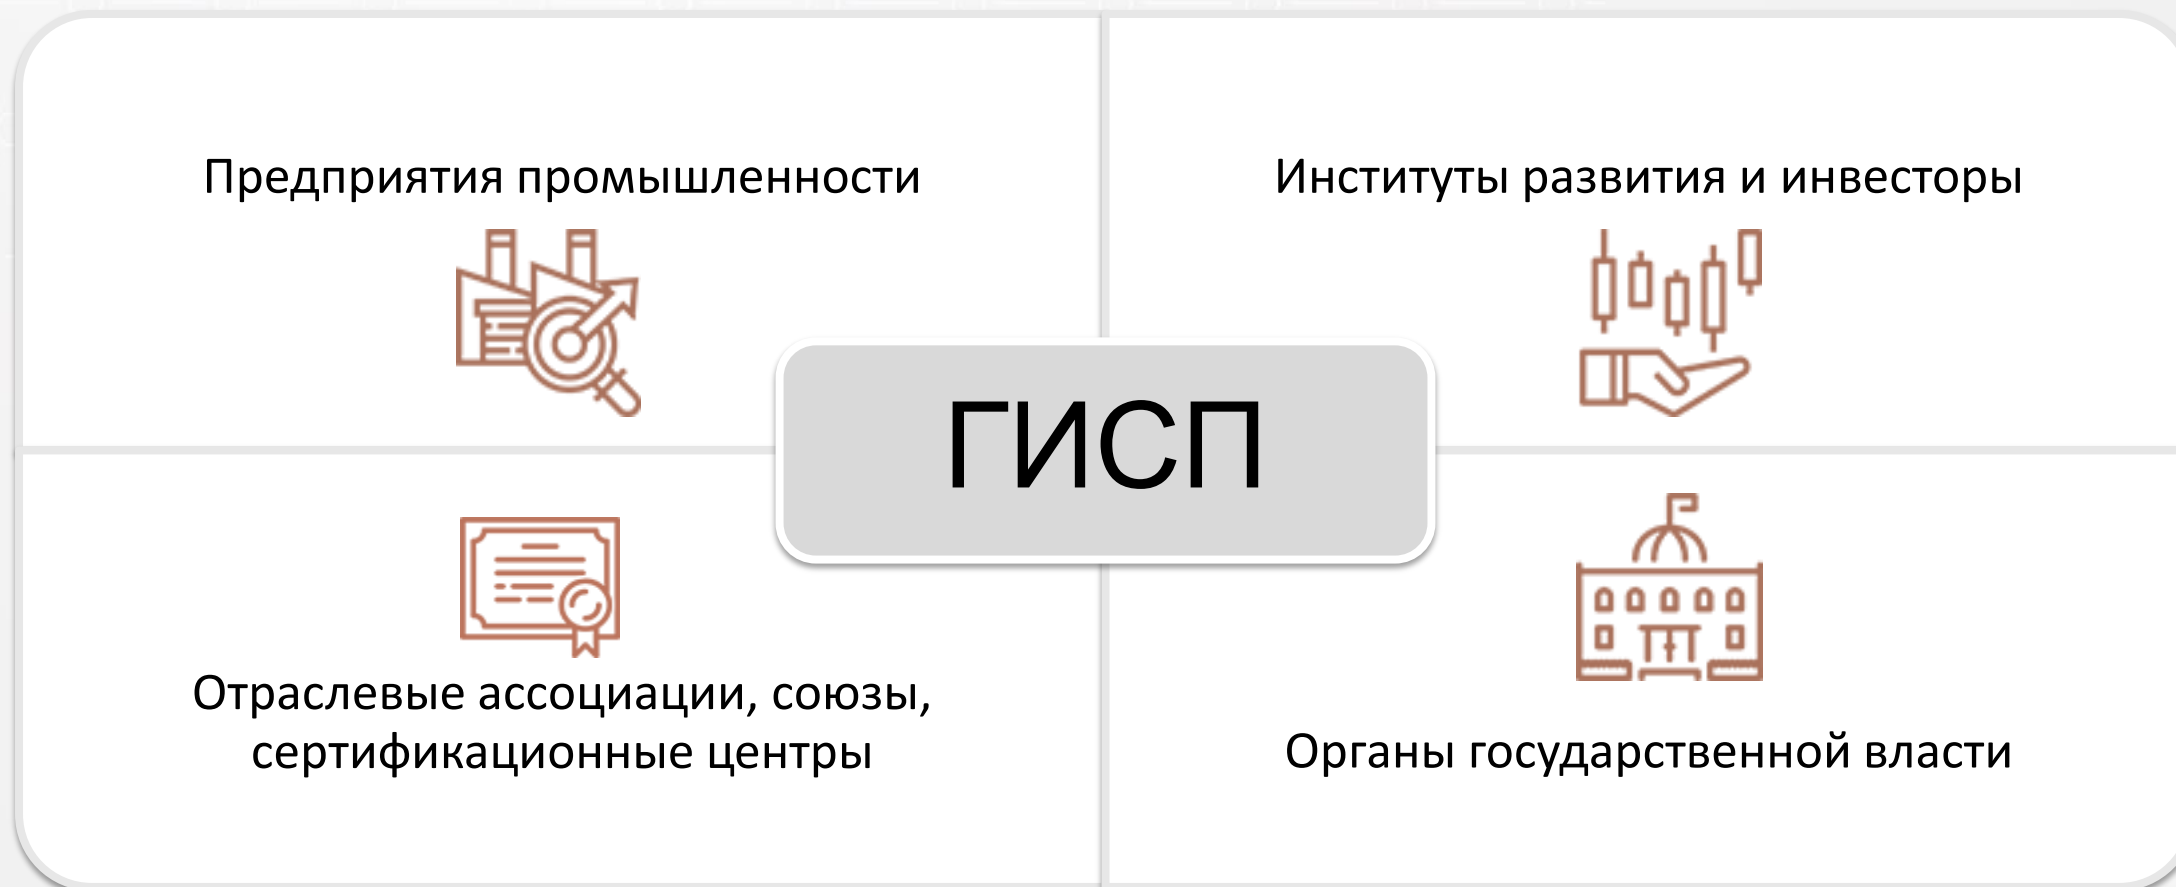 Предприятия промышленности
Институты развития и инвесторы
ГИСП
Отраслевые ассоциации, союзы,
сертификационные центры
Органы государственной власти